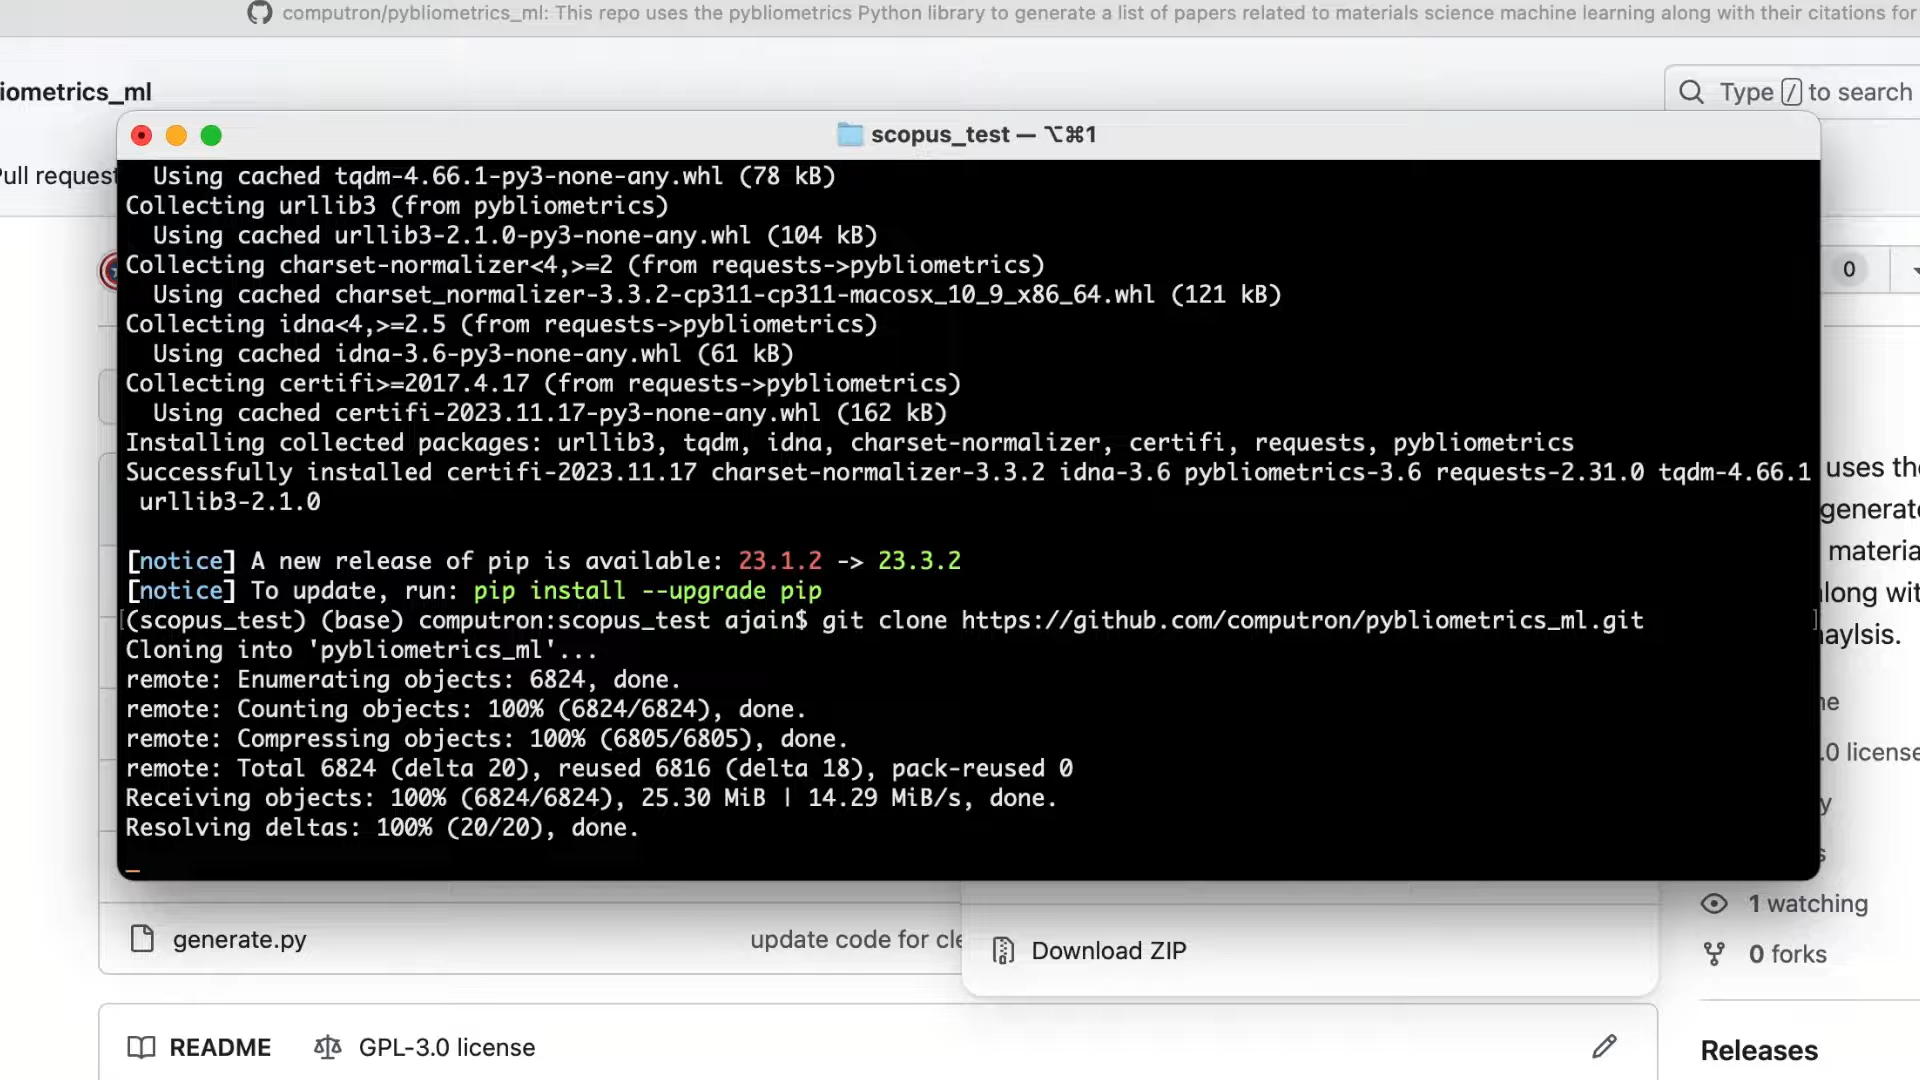 computron/pybliometrics_ml: This repo uses the pybliometrics Python library to generate a list of papers related to materials science machine learning along with their citations for
iometrics_ml
Type / to search
scopus_test — ⌥⌘1
Pull request
Using cached tqdm-4.66.1-py3-none-any.whl (78 kB)
Collecting urllib3 (from pybliometrics)
Using cached urllib3-2.1.0-py3-none-any.whl (104 kB)
Collecting charset-normalizer<4,>=2 (from requests->pybliometrics)
0
Using cached charset_normalizer-3.3.2-cp311-cp311-macosx_10_9_x86_64.whl (121 kB)
Collecting idna<4,>=2.5 (from requests->pybliometrics)
Using cached idna-3.6-py3-none-any.whl (61 kB)
Collecting certifi>=2017.4.17 (from requests->pybliometrics)
Using cached certifi-2023.11.17-py3-none-any.whl (162 kB)
Installing collected packages: urllib3, tqdm, idna, charset-normalizer, certifi, requests, pybliometrics
Successfully installed certifi-2023.11.17 charset-normalizer-3.3.2 idna-3.6 pybliometrics-3.6 requests-2.31.0 tqdm-4.66.1
urllib3-2.1.0
[notice] A new release of pip is available: 23.1.2 -> 23.3.2
[notice] To update, run: pip install --upgrade pip
(scopus_test) (base) computron:scopus_test ajain$ git clone https://github.com/computron/pybliometrics_ml.git
Cloning into 'pybliometrics_ml'...
remote: Enumerating objects: 6824, done.
remote: Counting objects: 100% (6824/6824), done.
remote: Compressing objects: 100% (6805/6805), done.
remote: Total 6824 (delta 20), reused 6816 (delta 18), pack-reused 0
Receiving objects: 100% (6824/6824), 25.30 MiB | 14.29 MiB/s, done.
Resolving deltas: 100% (20/20), done.
uses the
generate
materia
along wit
naylsis.
.0 license
1 watching
0 forks
generate.py
update code for cle
Download ZIP
README
GPL-3.0 license
Releases